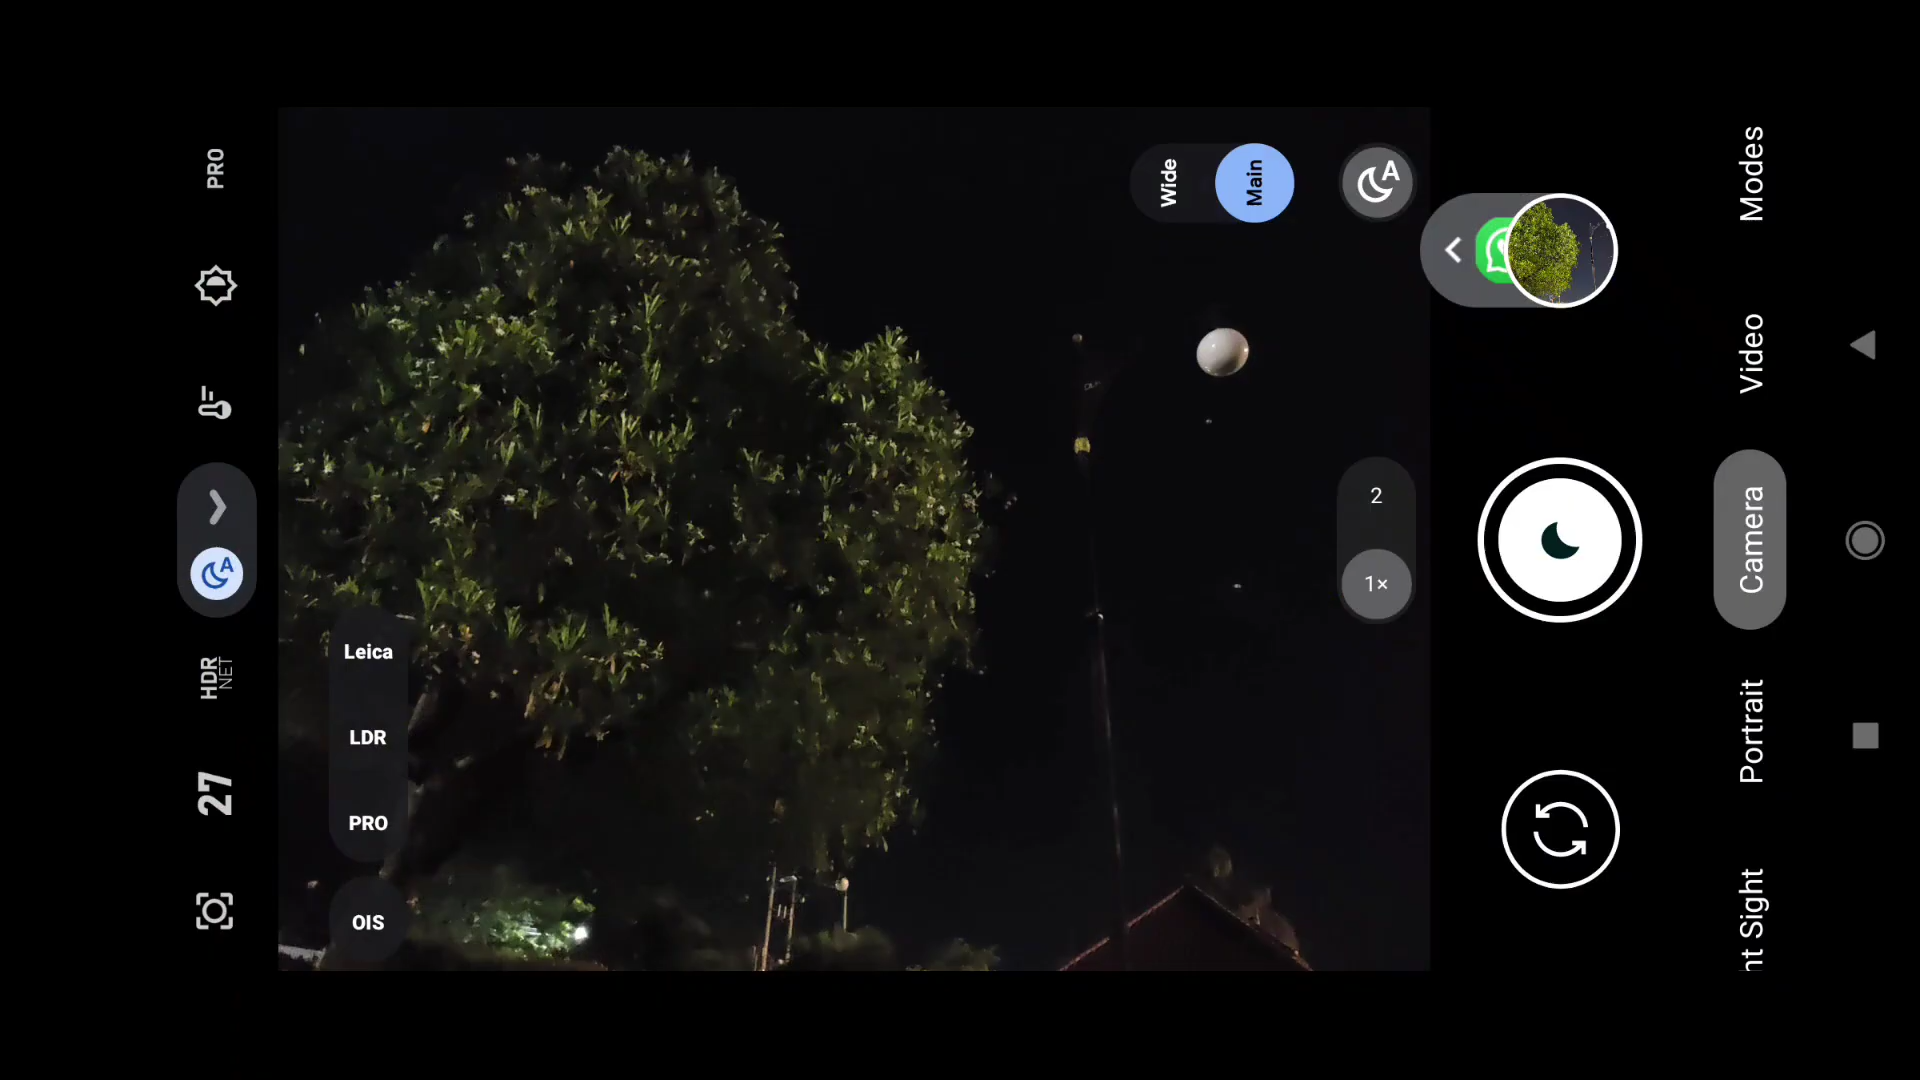 PRO
HDR
NET
27
Leica
LDR
PRO
OIS
Wide
Main
A
A
2
1×
Modes
Video
Camera
Portrait
nt Sight